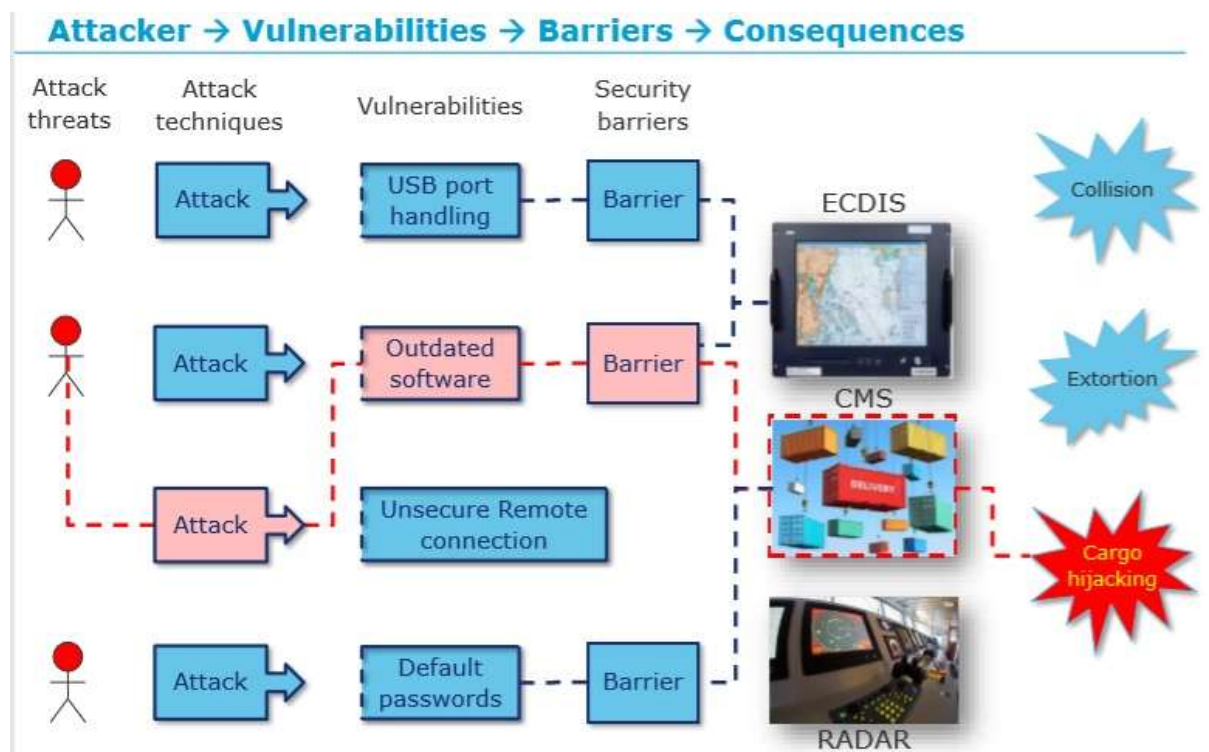 Attacker → Vulnerabilities → Barriers → Consequences
Attack
threats
Attack
techniques
Vulnerabilities
Security
barriers
Attack
USB port
handling
Barrier
ECDIS
Collision
Attack
Outdated
software
Barrier
CMS
Extortion
DELIVERY
Attack
Unsecure Remote
connection
Cargo
hijacking
Attack
Default
passwords
Barrier
RADAR